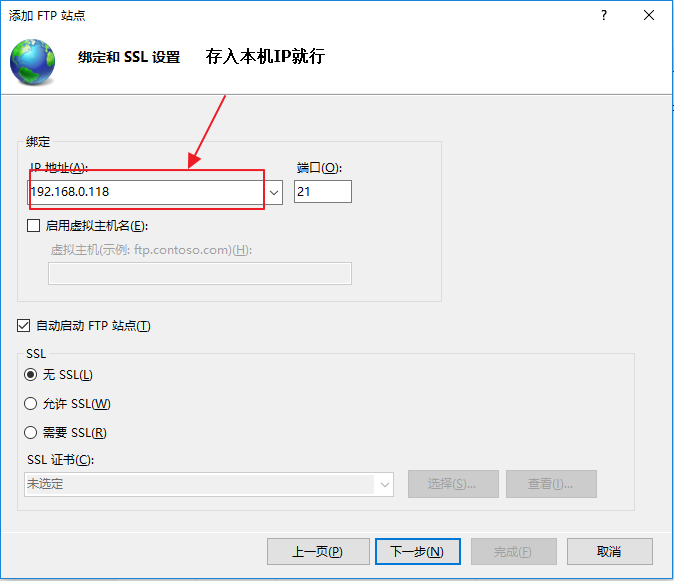 添加 FTP 站点
绑定和 SSL 设置 存入本机IP就行
绑定
IP 地址(A):
端口(O):
192.168.0.118
21
启用虚拟主机名(E):
虚拟主机(示例: ftp.contoso.com)(H):
自动启动 FTP 站点(T)
SSL
无 SSL(L)
允许 SSL(W)
需要 SSL(R)
SSL 证书(C):
未选定
选择(S)...
查看(I)...
上一页(P)
下一步(N)
完成(F)
取消